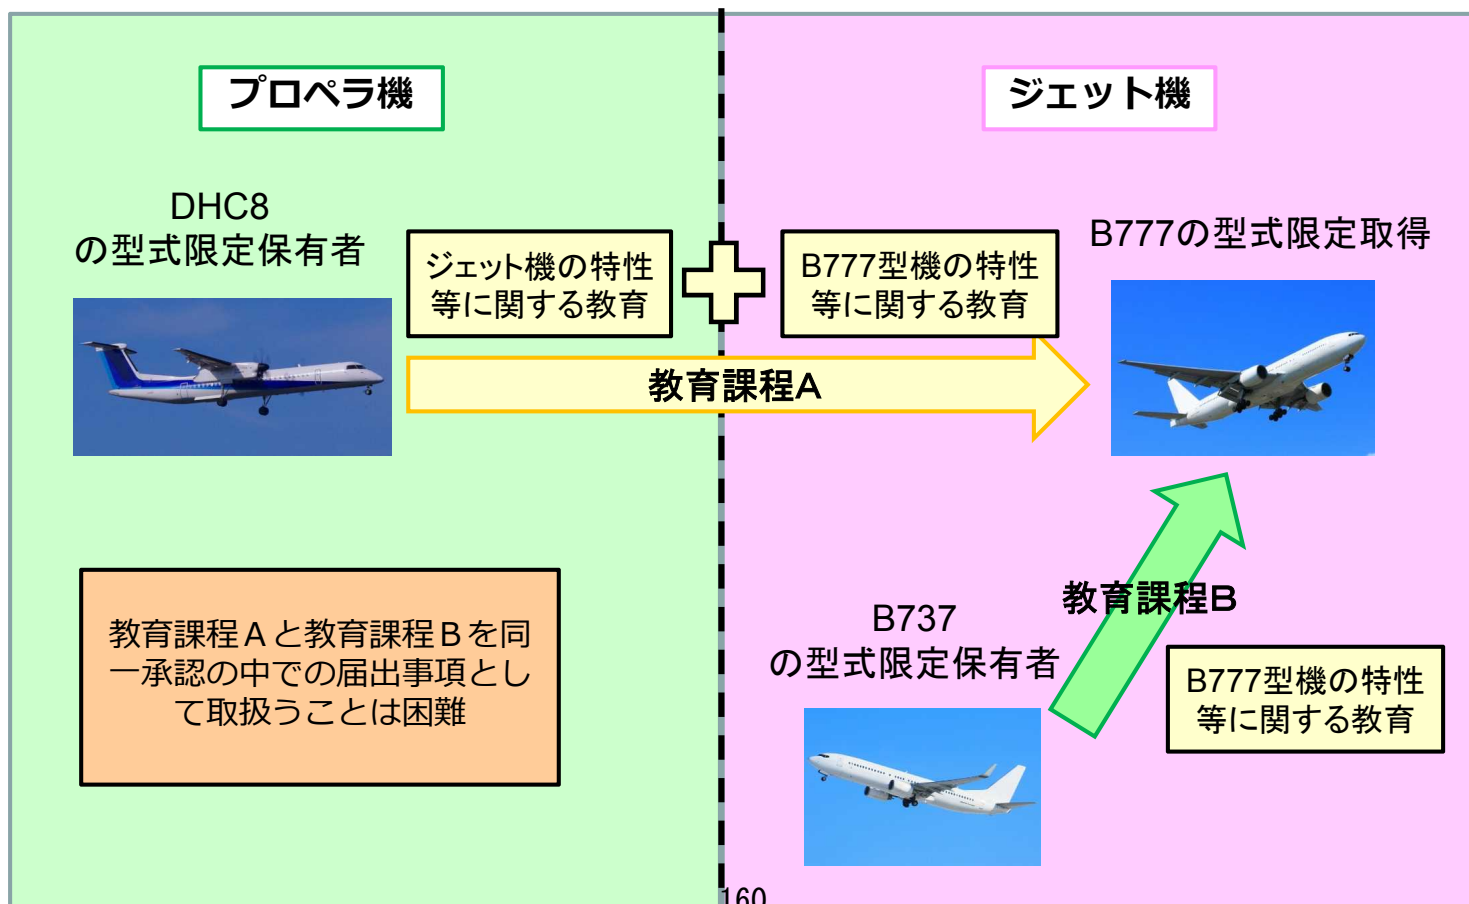 プロペラ機
ジェット機
DHC8
の型式限定保有者
ジェット機の特性
等に関する教育
B777型機の特性
等に関する教育
B777の型式限定取得
教育課程A
教育課程Aと教育課程Bを同
一承認の中での届出事項とし
て取扱うことは困難
教育課程B
B737
の型式限定保有者
B777型機の特性
等に関する教育
160